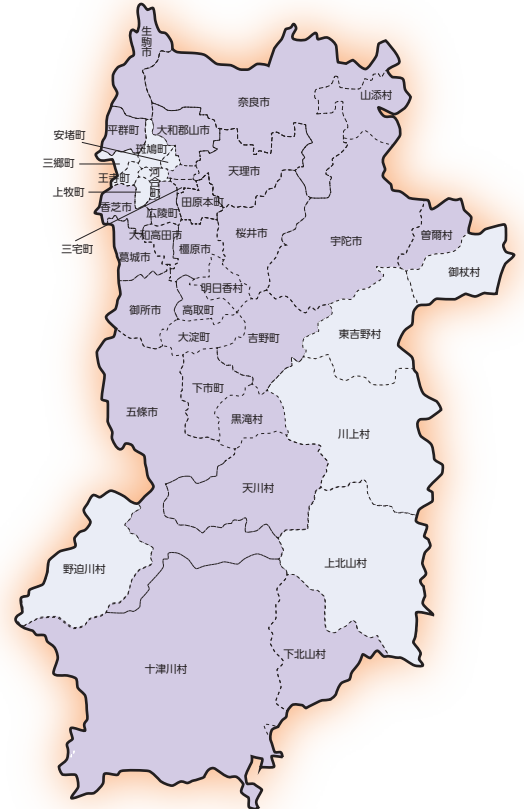 生駒市
奈良市
山添村
平群町
大和郡山市
安堵町
斑鳩町
三郷町
天理市
王寺町
河合町
上牧町
香芝市
広陵町
田原本町
三宅町
大和高田市
橿原市
桜井市
宇陀市
曽爾村
御杖村
葛城市
明日香村
御所市
高取町
大淀町
吉野町
東吉野村
下市町
五條市
黒滝村
川上村
天川村
野迫川村
上北山村
十津川村
下北山村